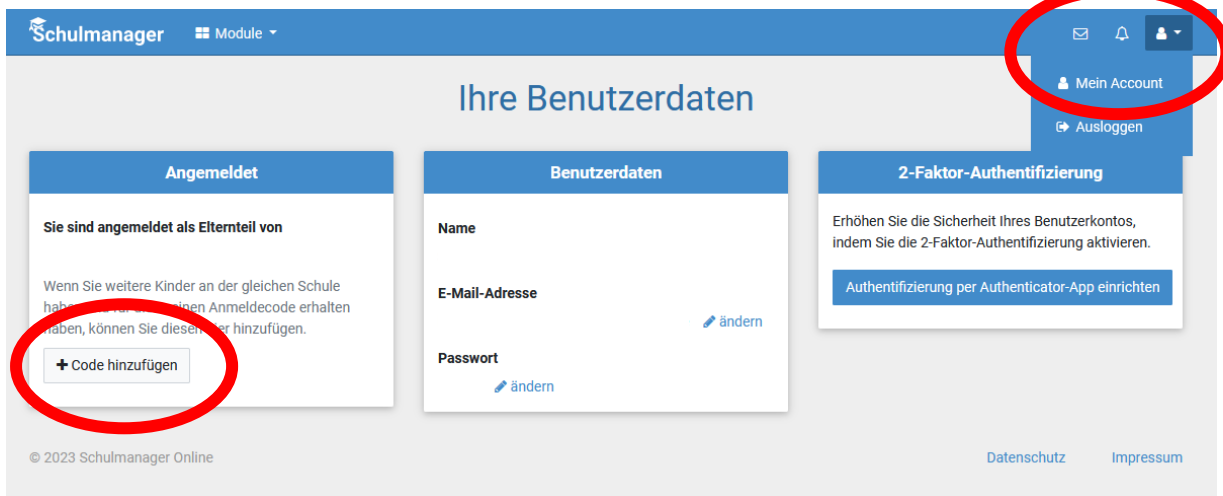 Schulmanager Module
Mein Account
Ausloggen
Ihre Benutzerdaten
Angemeldet
Sie sind angemeldet als Elternteil von
Wenn Sie weitere Kinder an der gleichen Schule
einen Anmeldecode erhalten
haben, können Sie diesen hier hinzufügen.
Code hinzufügen
Benutzerdaten
Name
E-Mail-Adresse
ändern
Passwort
ändern
2-Faktor-Authentifizierung
Erhöhen Sie die Sicherheit Ihres Benutzerkontos,
indem Sie die 2-Faktor-Authentifizierung aktivieren.
Authentifizierung per Authenticator-App einrichten
© 2023 Schulmanager Online
Datenschutz Impressum